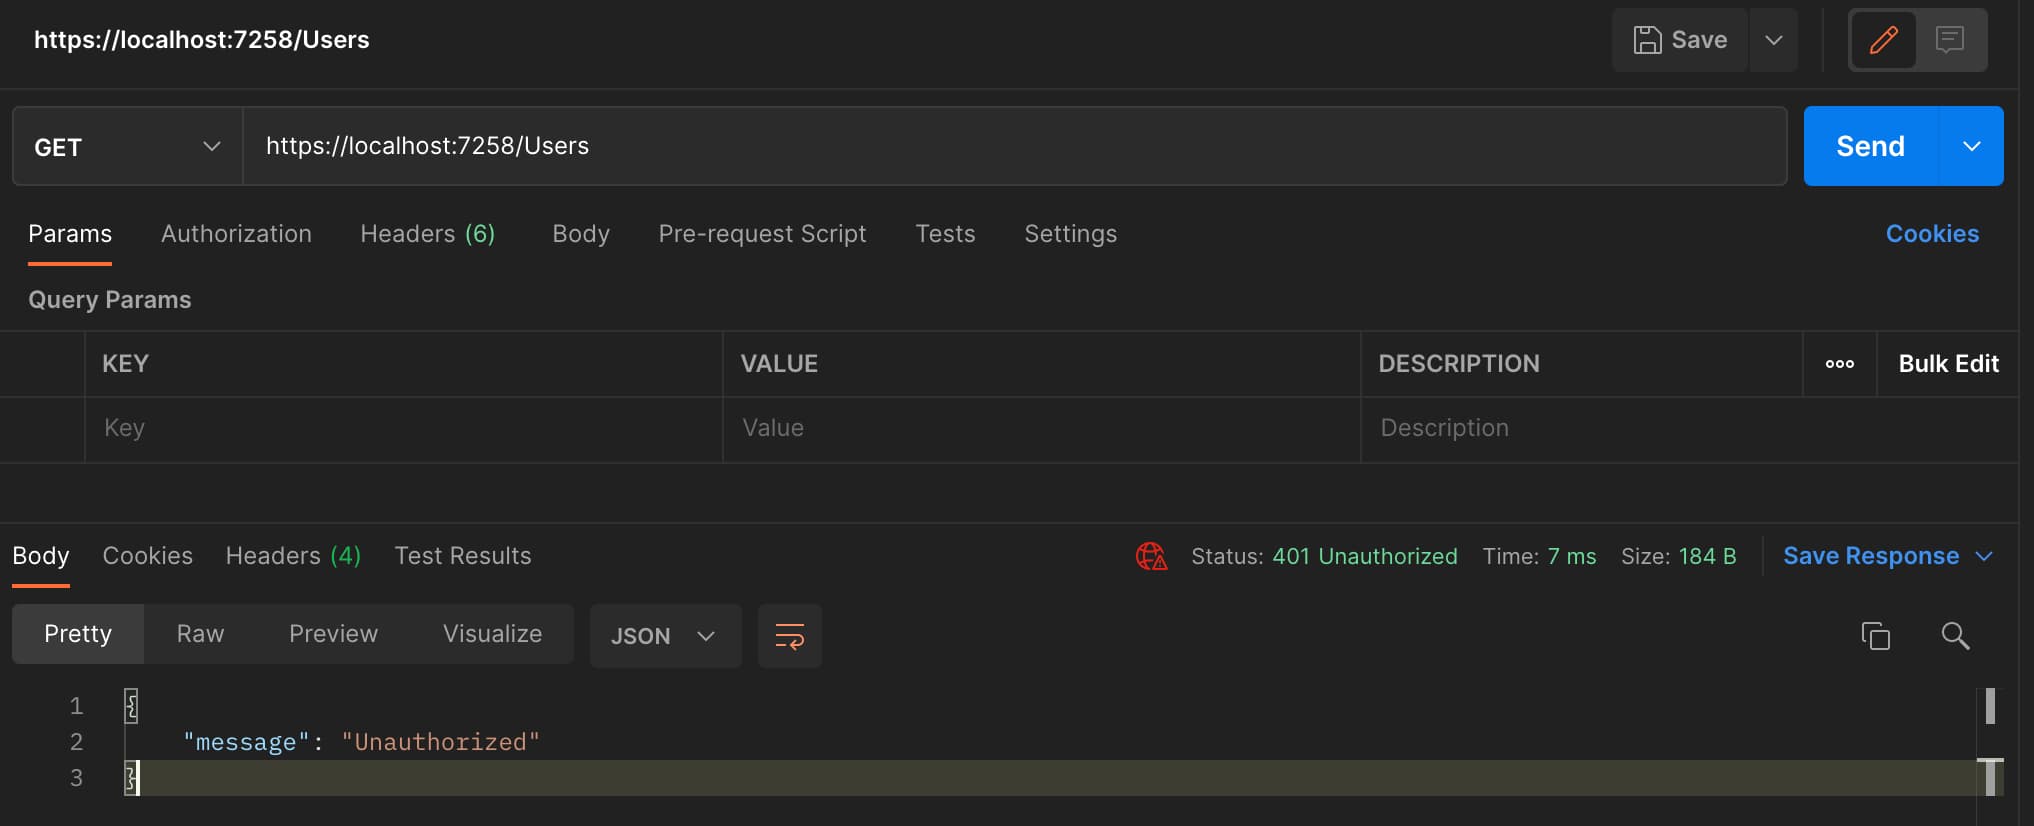 https://localhost:7258/Users
Save
GET https://localhost:7258/Users Send
Params Authorization Headers (6) Body Pre-request Script Tests Settings Cookies
Query Params
KEY VALUE DESCRIPTION ooo Bulk Edit
Key Value Description
Body Cookies Headers (4) Test Results Status: 401 Unauthorized Time: 7 ms Size: 184 B Save Response
Pretty Raw Preview Visualize JSON
1 {
2 "message": "Unauthorized"
3 }